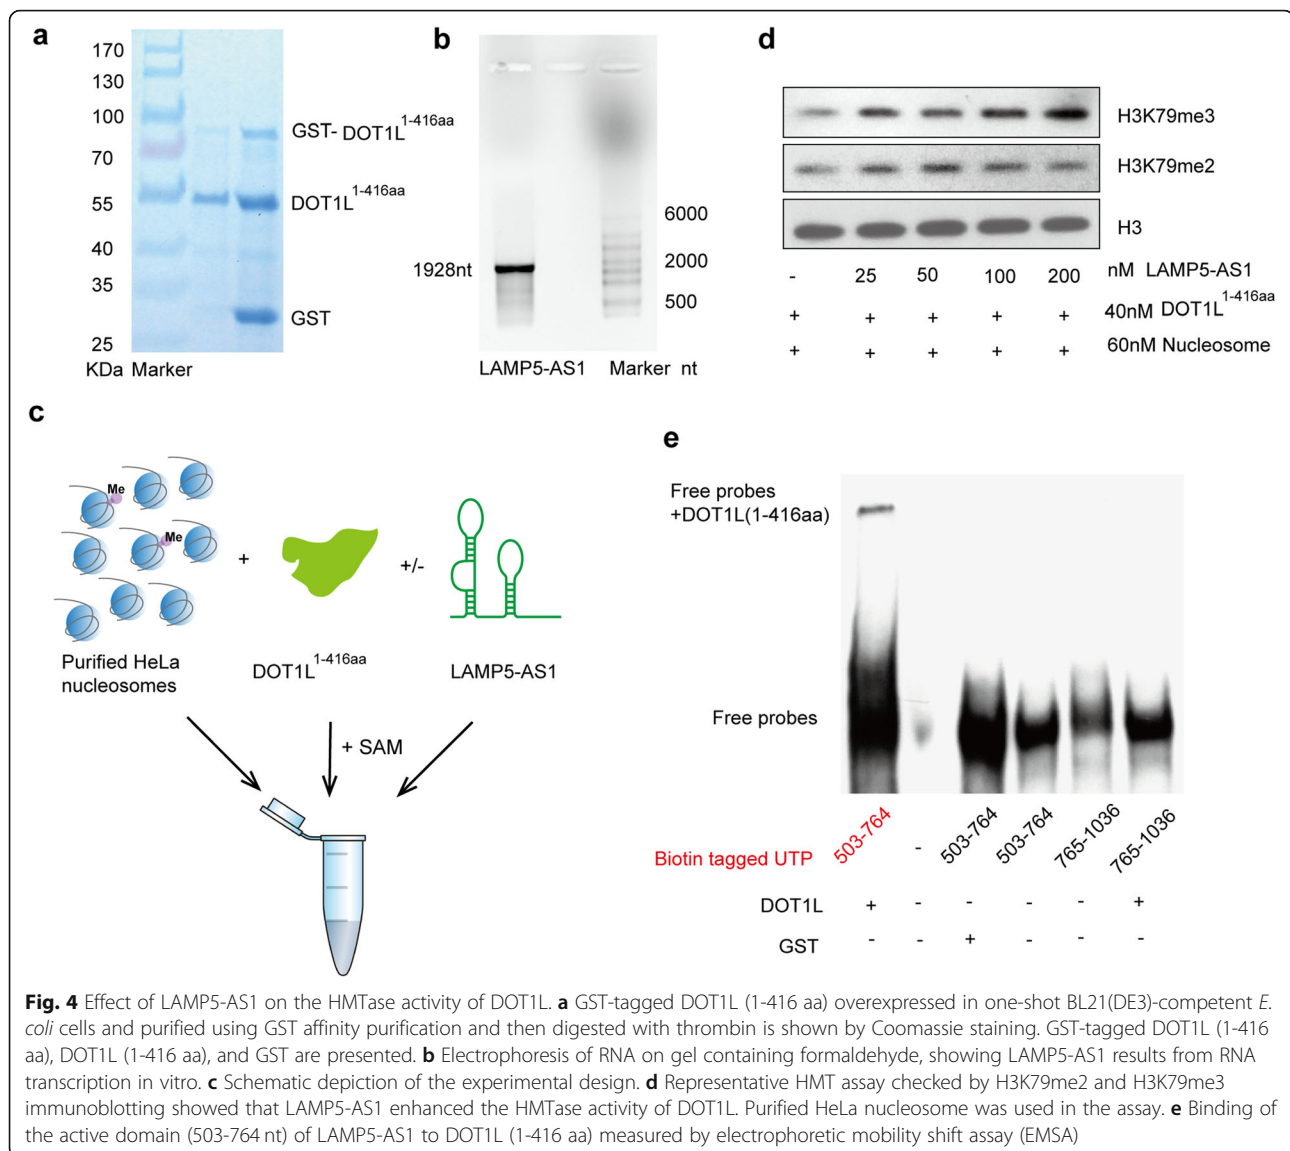 a
170
130
100
70
55
40
35
25
KDa Marker
GST- DOT1L1-416aa
DOT1L1-416aa
GST
b
1928nt
6000
2000
500
LAMP5-AS1 Marker nt
d
H3K79me3
H3K79me2
H3
- 25 50 100 200 nM LAMP5-AS1
+ + + + + 40nM DOT1L1-416aa
+ + + + + 60nM Nucleosome
c
Me
Me
+
+/-
Purified HeLa
nucleosomes
DOT1L1-416aa
LAMP5-AS1
+ SAM
e
Free probes
+DOT1L(1-416aa)
Free probes
Biotin tagged UTP 503-764 - 503-764 503-764 765-1036 765-1036
DOT1L + - - - - +
GST - - + - - -
Fig. 4 Effect of LAMP5-AS1 on the HMTase activity of DOT1L. a GST-tagged DOT1L (1-416 aa) overexpressed in one-shot BL21(DE3)-competent E.
coli cells and purified using GST affinity purification and then digested with thrombin is shown by Coomassie staining. GST-tagged DOT1L (1-416
aa), DOT1L (1-416 aa), and GST are presented. b Electrophoresis of RNA on gel containing formaldehyde, showing LAMP5-AS1 results from RNA
transcription in vitro. c Schematic depiction of the experimental design. d Representative HMT assay checked by H3K79me2 and H3K79me3
immunoblotting showed that LAMP5-AS1 enhanced the HMTase activity of DOT1L. Purified HeLa nucleosome was used in the assay. e Binding of
the active domain (503-764 nt) of LAMP5-AS1 to DOT1L (1-416 aa) measured by electrophoretic mobility shift assay (EMSA)